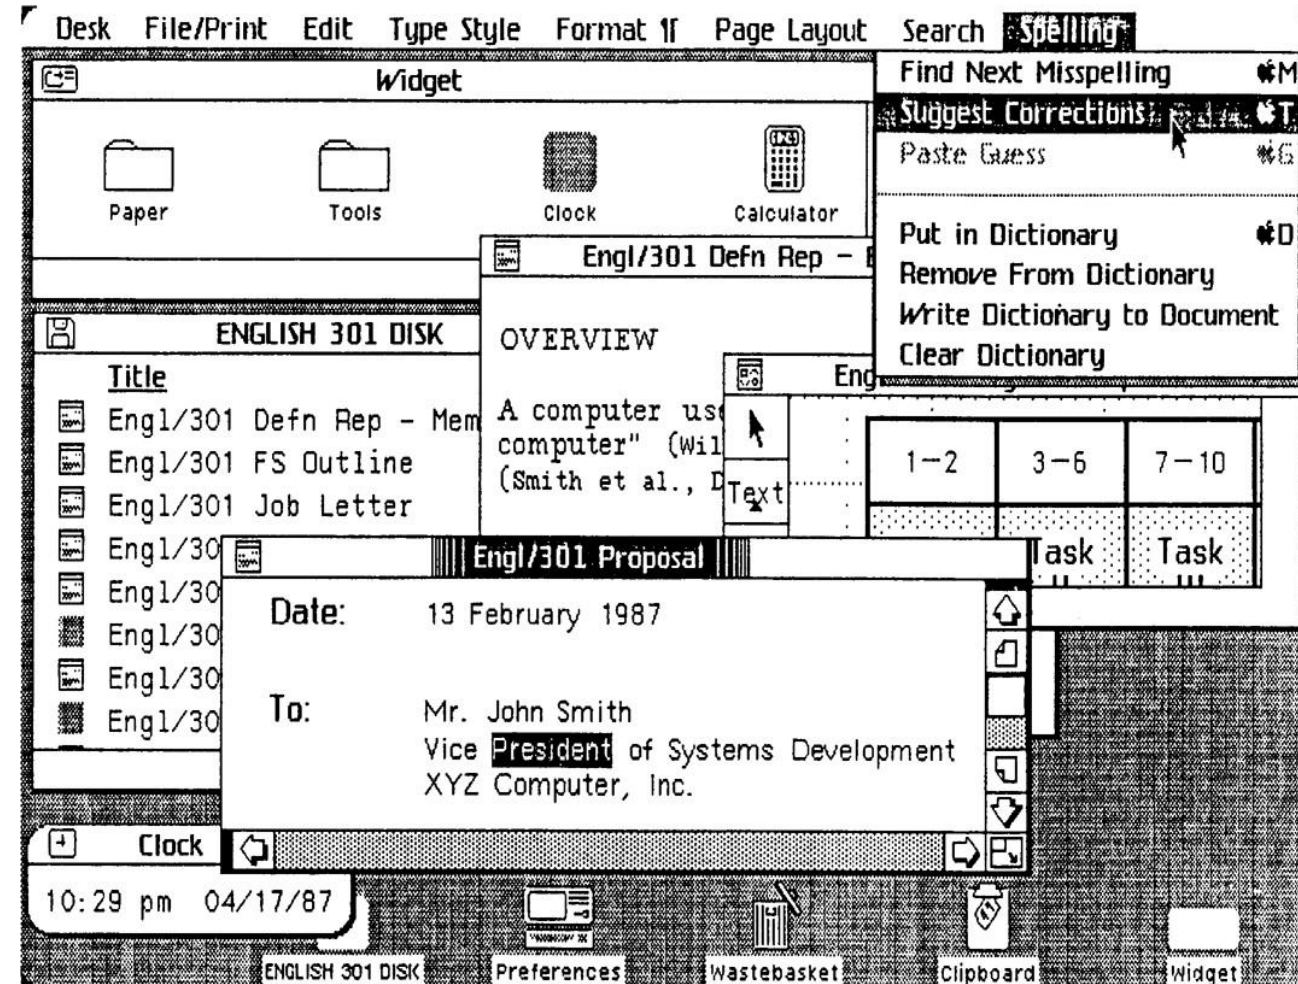 Desk File/Print Edit Type Style Format ¶ Page Layout Search Spelling
Widget
Paper Tools Clock Calculator
Find Next Misspelling M
Suggest Corrections T
Paste Guess G
Put in Dictionary D
Remove From Dictionary
Write Dictionary to Document
Clear Dictionary
ENGLISH 301 DISK
Title
Engl/301 Defn Rep - Mem
Engl/301 FS Outline
Engl/301 Job Letter
Engl/30
Engl/30
Engl/30
Engl/30
Engl/30
Engl/301 Defn Rep -
OVERVIEW
A computer
computer" (Wil
(Smith et al.,
Eng
Text
1-2 3-6 7-10
Task Task
Engl/301 Proposal
Date: 13 February 1987
To: Mr. John Smith
Vice President of Systems Development
XYZ Computer, Inc.
Clock
10:29 pm 04/17/87
ENGLISH 301 DISK Preferences Wastebasket Clipboard Widget